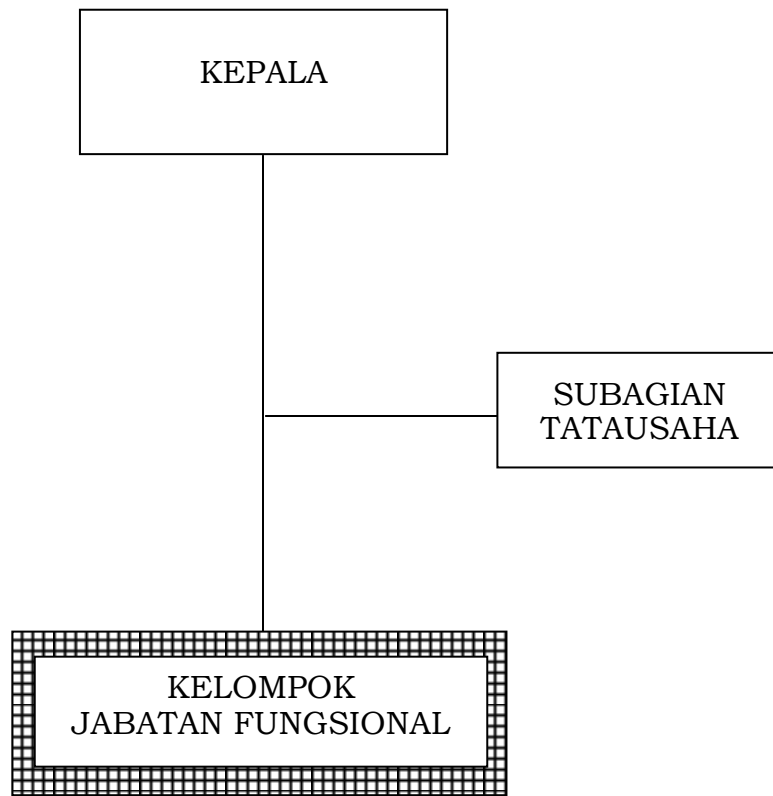 KEPALA
SUBAGIAN
TATAUSAHA
KELOMPOK
JABATAN FUNGSIONAL